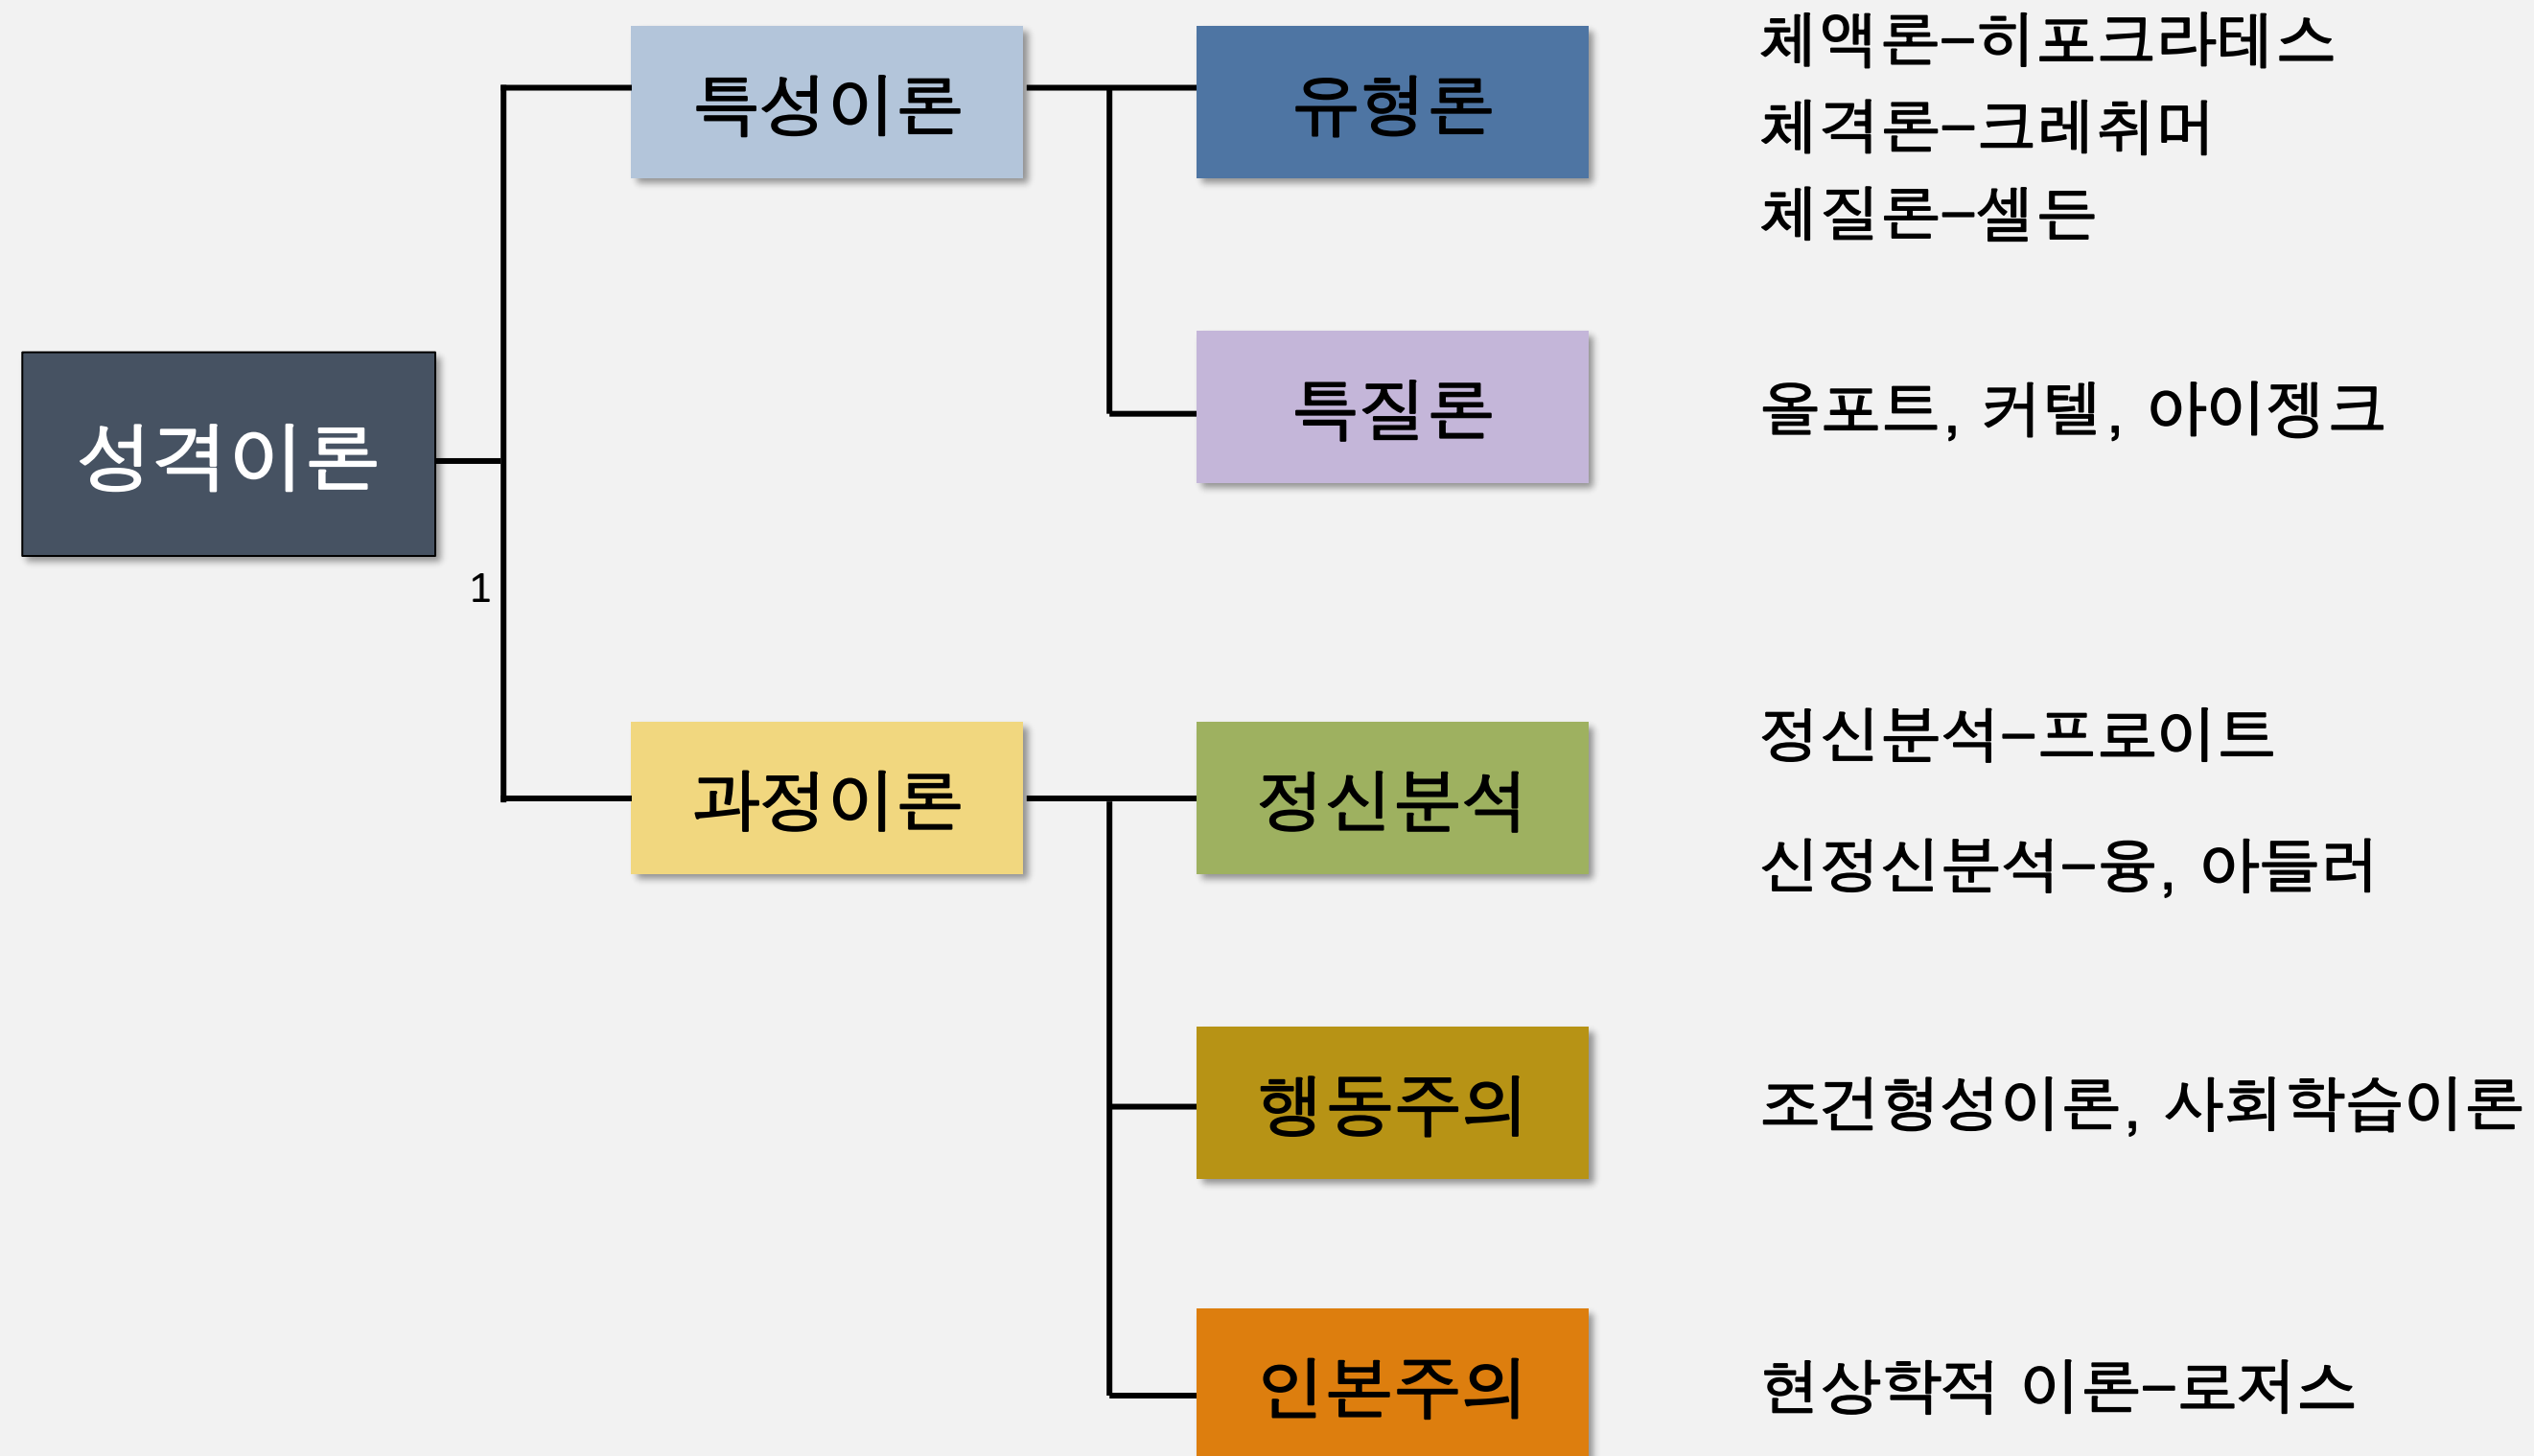 성격이론
1
특성이론
유형론
체액론–히포크라테스
체격론–크레취머
체질론–셀든
특질론
올포트, 커텔, 아이젱크
과정이론
정신분석
정신분석–프로이트
신정신분석–융, 아들러
행동주의
조건형성이론, 사회학습이론
인본주의
현상학적 이론–로저스